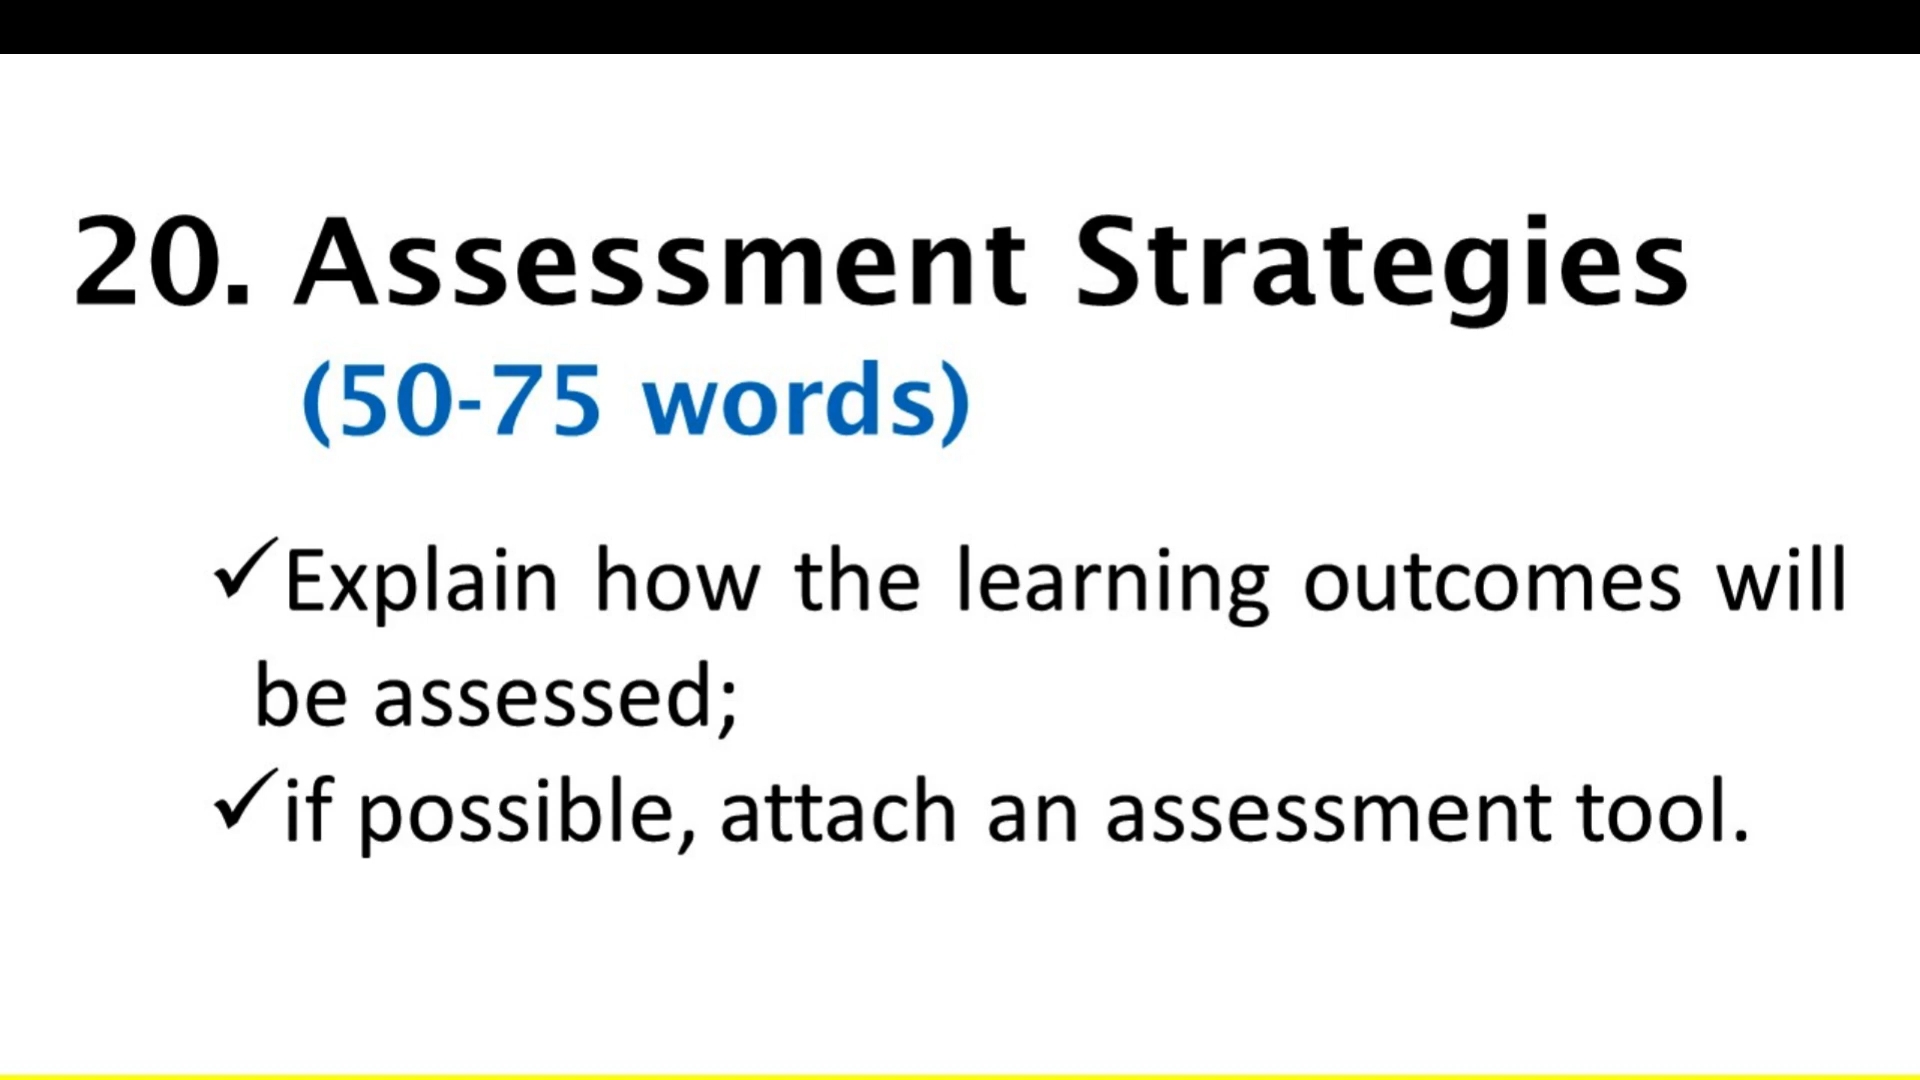 20. Assessment Strategies
(50-75 words)
✓Explain how the learning outcomes will
be assessed;
✓if possible, attach an assessment tool.